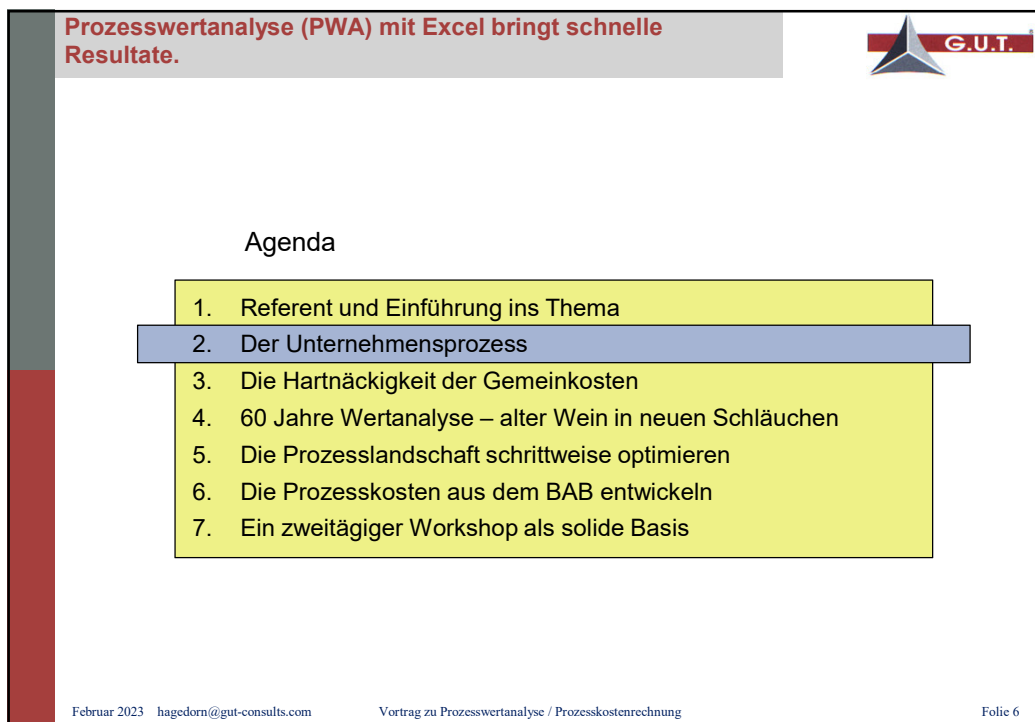 Prozesswertanalyse (PWA) mit Excel bringt schnelle
Resultate.
G.U.T.®
Agenda
1. Referent und Einführung ins Thema
2. Der Unternehmensprozess
3. Die Hartnäckigkeit der Gemeinkosten
4. 60 Jahre Wertanalyse – alter Wein in neuen Schläuchen
5. Die Prozesslandschaft schrittweise optimieren
6. Die Prozesskosten aus dem BAB entwickeln
7. Ein zweitägiger Workshop als solide Basis
Februar 2023 hagedorn@gut-consults.com Vortrag zu Prozesswertanalyse / Prozesskostenrechnung Folie 6